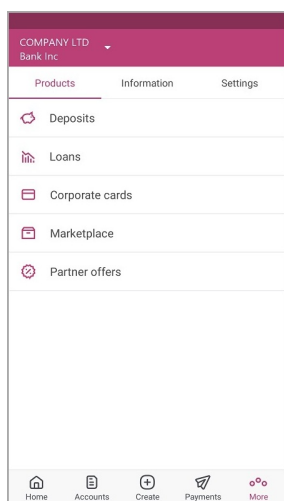 COMPANY LTD
Bank Inc
Products Information Settings
Deposits
Loans
Corporate cards
Marketplace
Partner offers
Home Accounts Create Payments More